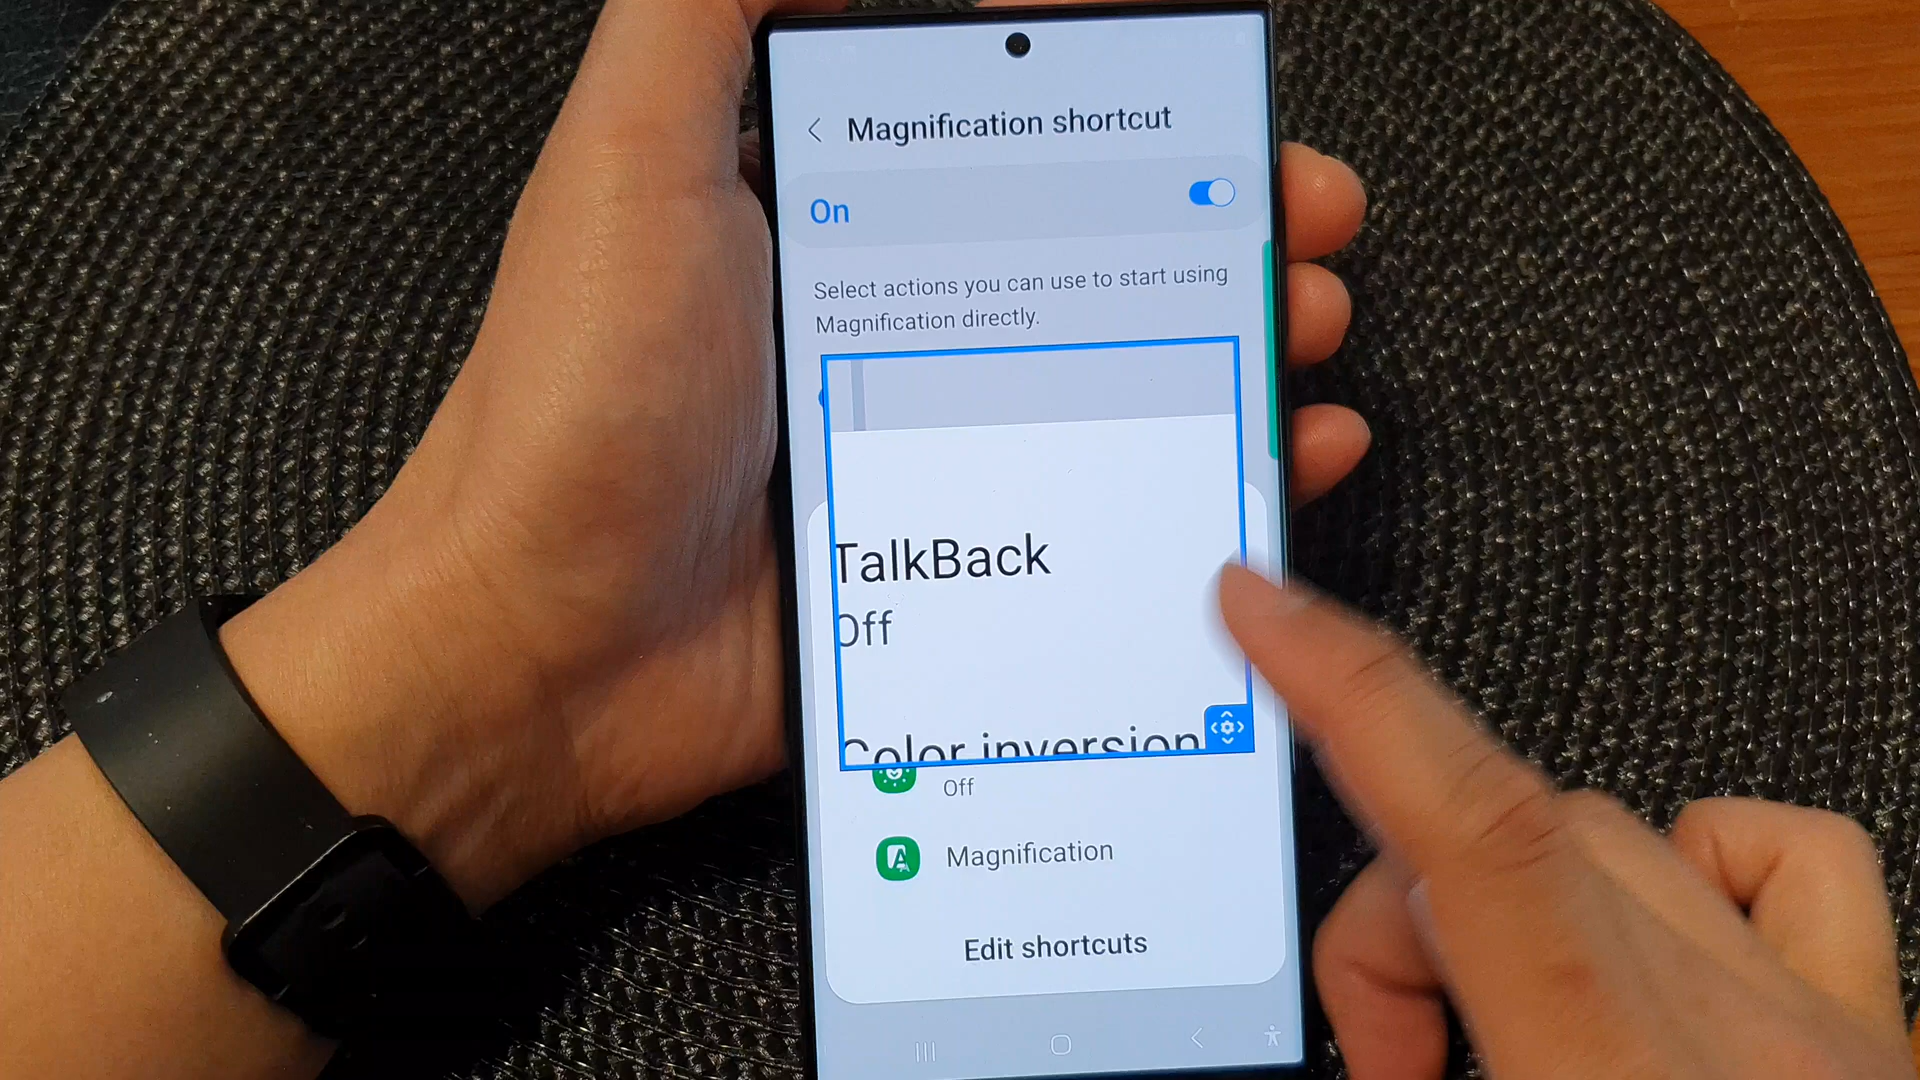 Magnification shortcut
On
Select actions you can use to start using
Magnification directly.
TalkBack
Off
Color inversion
Off
Magnification
Edit shortcuts